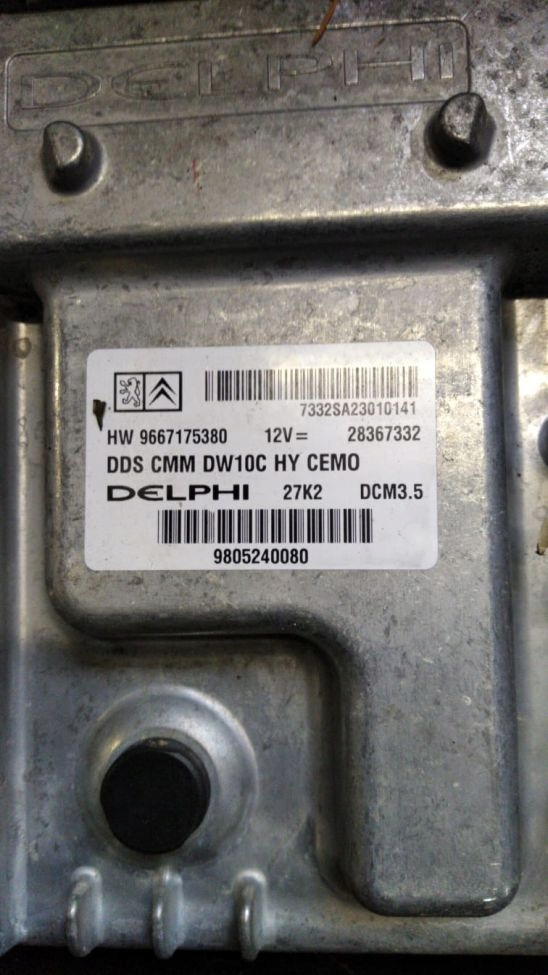 DELPHI
7332SA23010141
HW 9667175380 12V= 28367332
DDS CMM DW10C HY CEMO
DELPHI 27K2 DCM3.5
9805240080